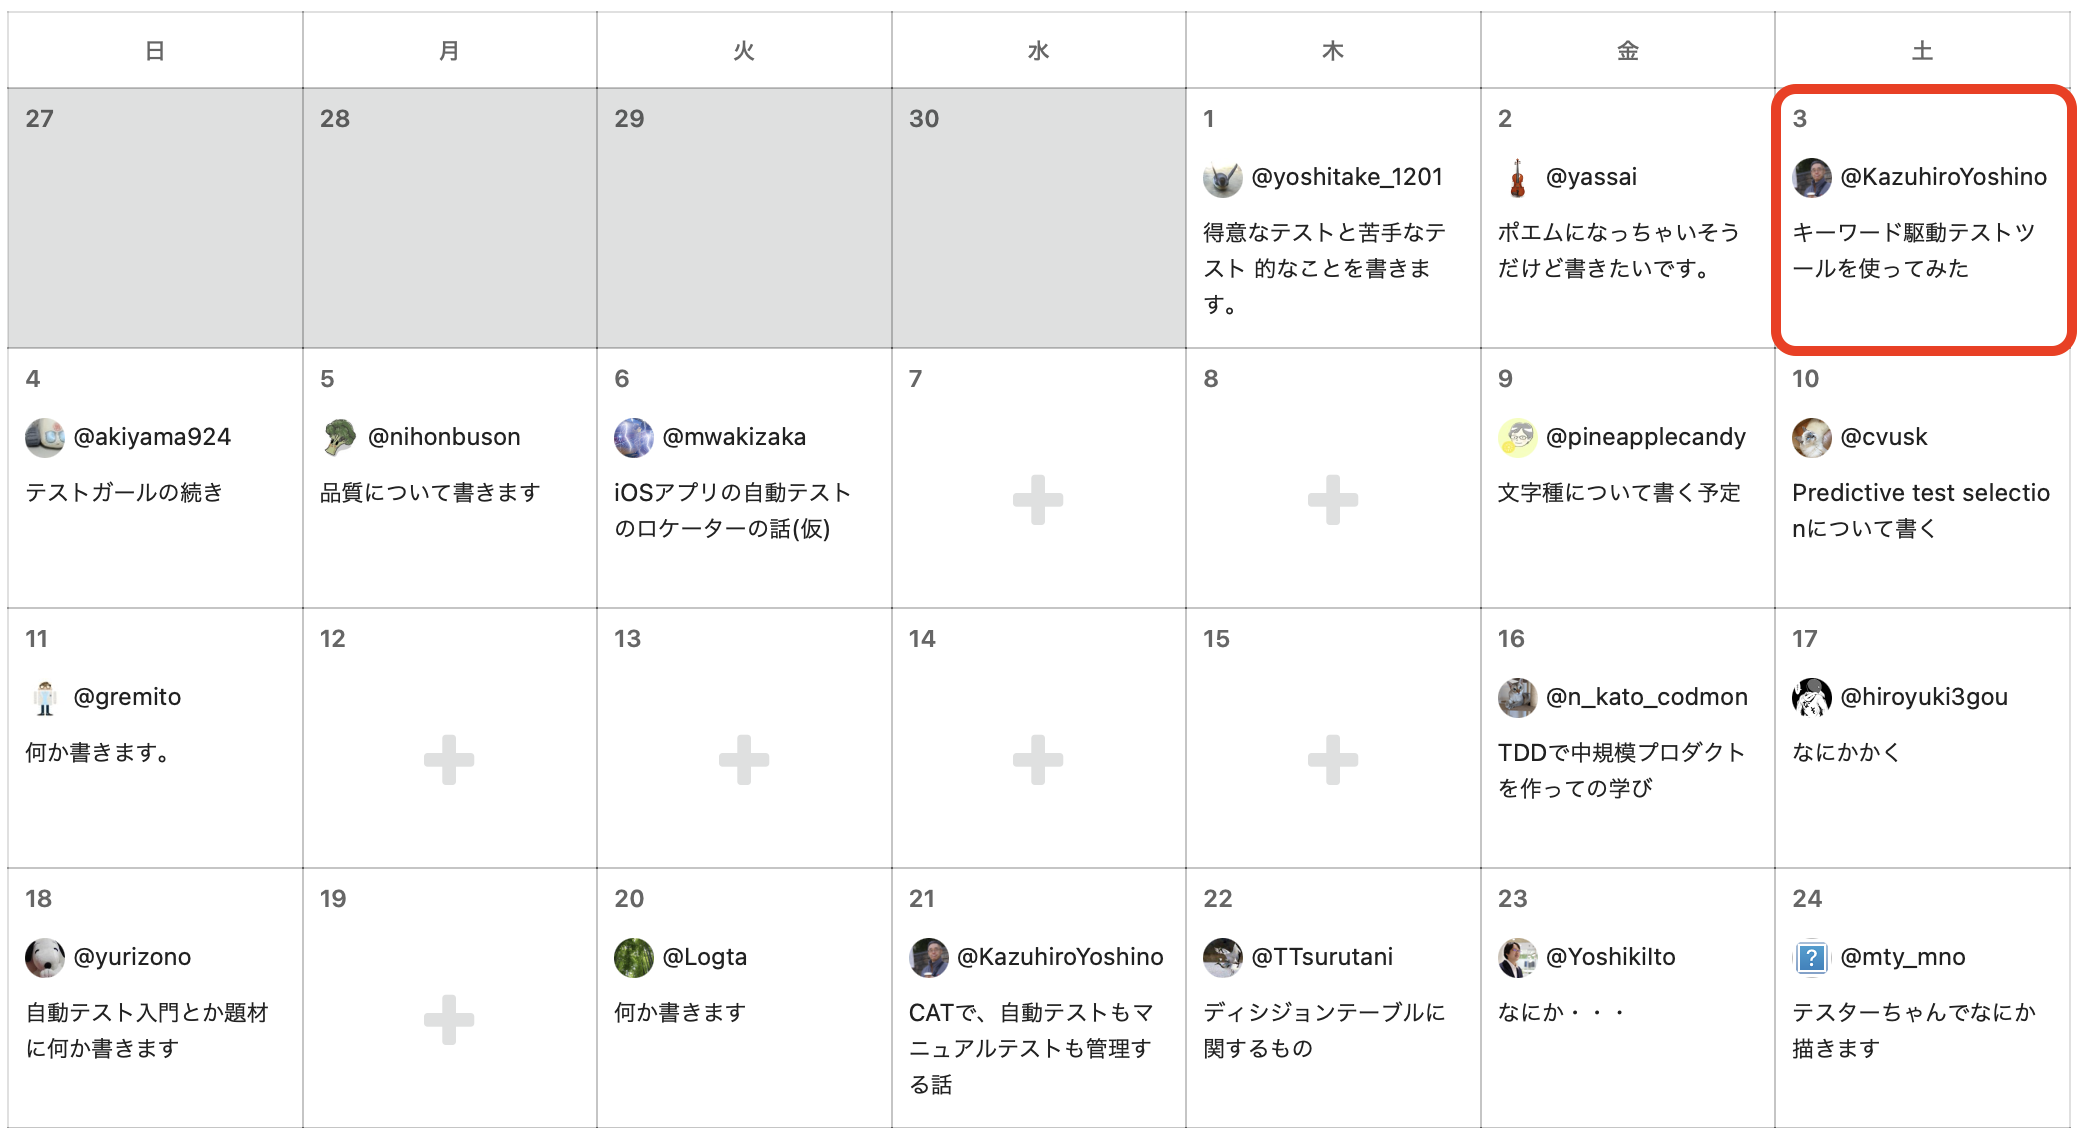 日 月 火 水 木 金 土
27
28
29
30
1
@yoshitake_1201
得意なテストと苦手なテ
スト 的なことを書きま
す。
2
@yassai
ポエムになっちゃいそう
だけど書きたいです。
3
@KazuhiroYoshino
キーワード駆動テストツ
ールを使ってみた
4
@akiyama924
テストガールの続き
5
@nihonbuson
品質について書きます
6
@mwakizaka
iOSアプリの自動テスト
のロケーターの話(仮)
7
8
9
@pineapplecandy
文字種について書く予定
10
@cvusk
Predictive test selectio
nについて書く
11
@gremito
何か書きます。
12
13
14
15
16
@n_kato_codmon
TDDで中規模プロダクト
を作っての学び
17
@hiroyuki3gou
なにかかく
18
@yurizono
自動テスト入門とか題材
に何か書きます
19
20
@Logta
何か書きます
21
@KazuhiroYoshino
CATで、自動テストもマ
ニュアルテストも管理す
る話
22
@TTsurutani
ディシジョンテーブルに
関するもの
23
@YoshikiIto
なにか・・・
24
?
@mty_mno
テスターちゃんでなにか
描きます